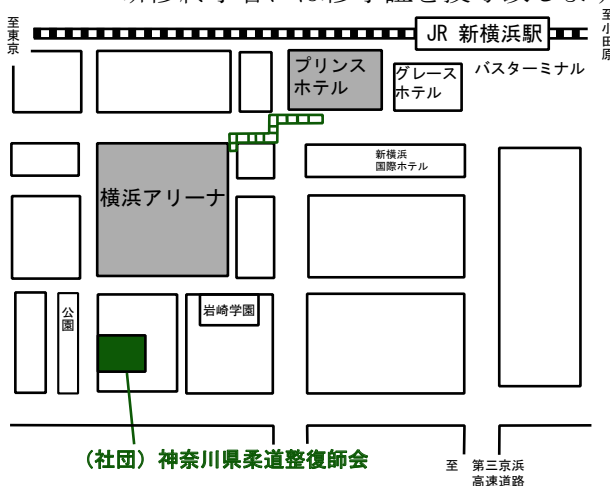 至東京
JR 新横浜駅
至小田原
プリンス
ホテル
グレース
ホテル
バスターミナル
新横浜
国際ホテル
横浜アリーナ
公園
岩崎学園
(社団) 神奈川県柔道整復師会
至 第三京浜
高速道路